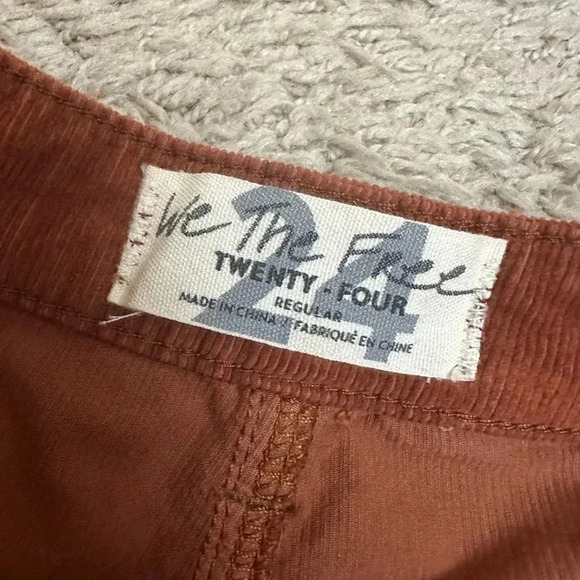 We The Free
24
TWENTY - FOUR
REGULAR
MADE IN CHINA / FABRIQUÉ EN CHINE